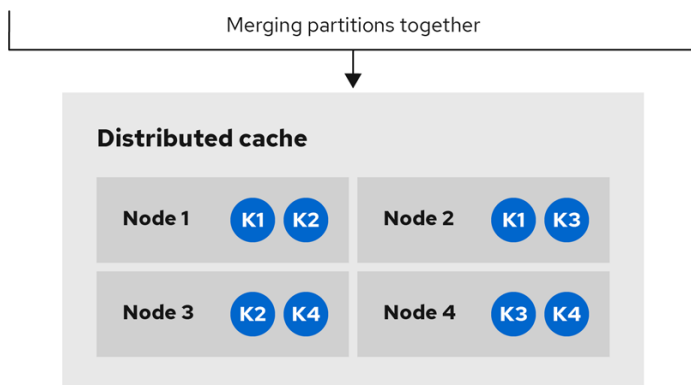 Merging partitions together
Distributed cache
Node 1 K1 K2 Node 2 K1 K3
Node 3 K2 K4 Node 4 K3 K4